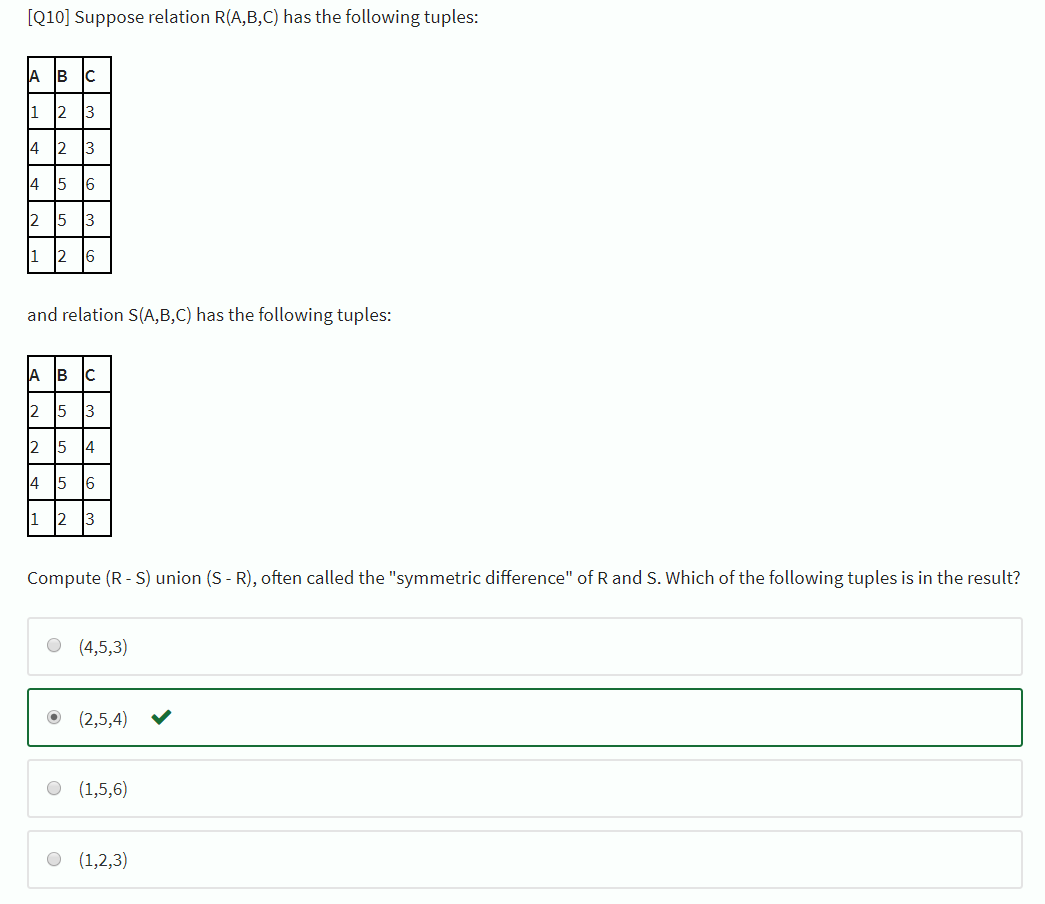 [Q10] Suppose relation R(A,B,C) has the following tuples:
A B C
1 2 3
4 2 3
4 5 6
2 5 3
1 2 6
and relation S(A,B,C) has the following tuples:
A B C
2 5 3
2 5 4
4 5 6
1 2 3
Compute (R - S) union (S - R), often called the "symmetric difference" of R and S. Which of the following tuples is in the result?
(4,5,3)
(2,5,4)
(1,5,6)
(1,2,3)